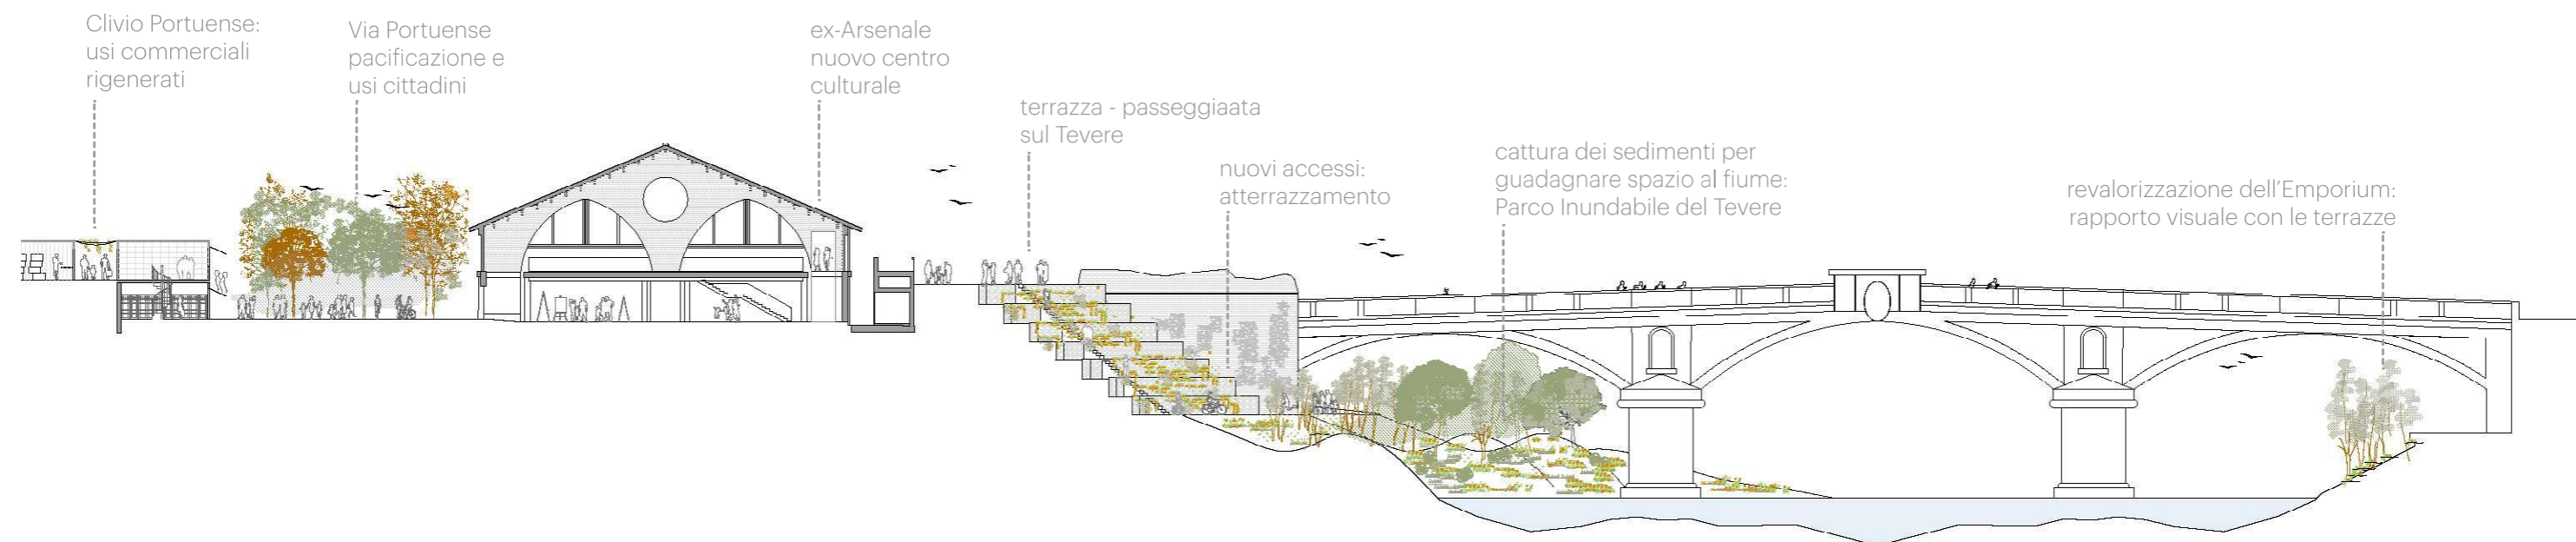 Clivio Portuense:
usi commerciali
rigenerati
Via Portuense
pacificazione e
usi cittadini
ex-Arsenale
nuovo centro
culturale
terrazza - passeggiaata
sul Tevere
nuovi accessi:
atterrazzamento
cattura dei sedimenti per
guadagnare spazio al fiume:
Parco Inundabile del Tevere
revalorizzazione dell'Emporium:
rapporto visuale con le terrazze